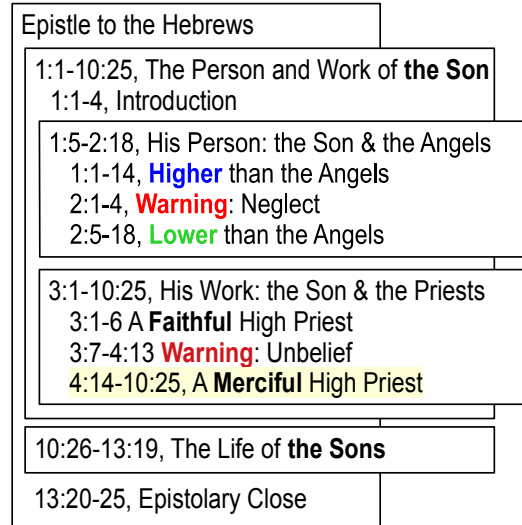 Epistle to the Hebrews
1:1-10:25, The Person and Work of the Son
1:1-4, Introduction
1:5-2:18, His Person: the Son & the Angels
1:1-14, Higher than the Angels
2:1-4, Warning: Neglect
2:5-18, Lower than the Angels
3:1-10:25, His Work: the Son & the Priests
3:1-6 A Faithful High Priest
3:7-4:13 Warning: Unbelief
4:14-10:25, A Merciful High Priest
10:26-13:19, The Life of the Sons
13:20-25, Epistolary Close